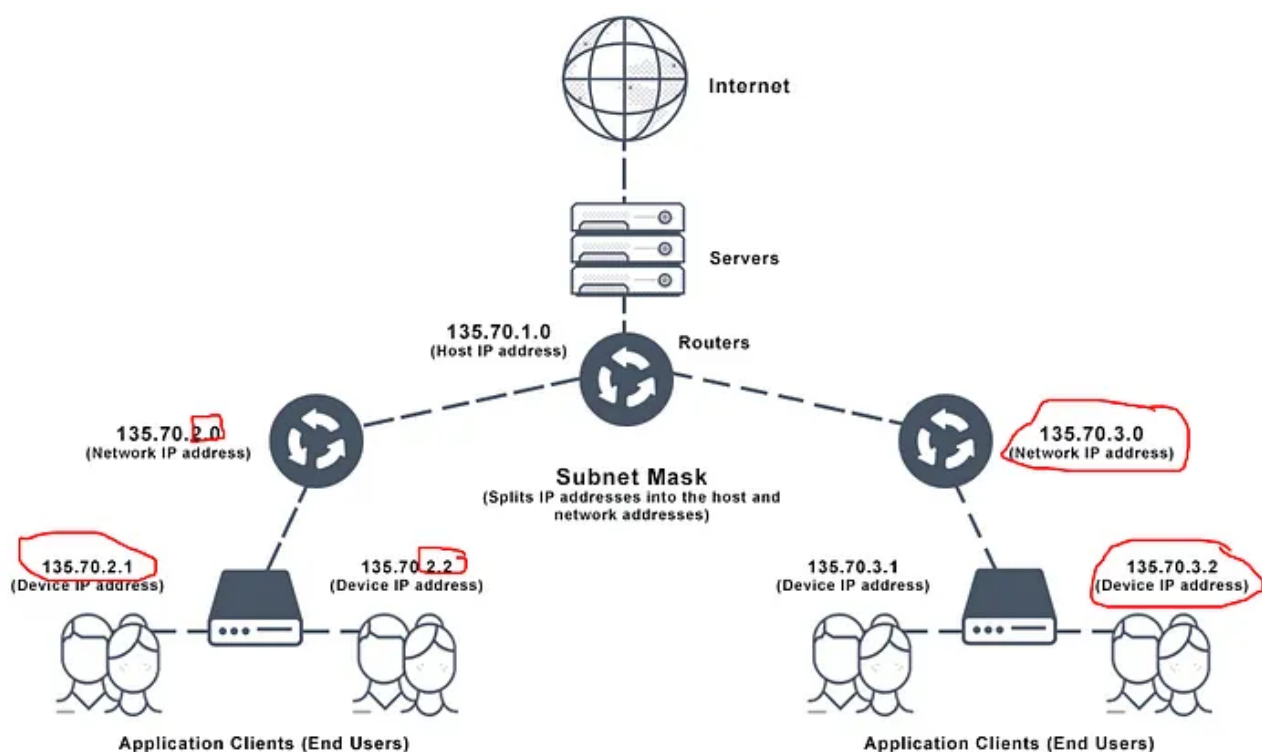 Internet
Servers
135.70.1.0
(Host IP address)
Routers
135.70.2.0
(Network IP address)
135.70.3.0
(Network IP address)
Subnet Mask
(Splits IP addresses into the host and
network addresses)
135.70.2.1
(Device IP address)
135.70.2.2
(Device IP address)
135.70.3.1
(Device IP address)
135.70.3.2
(Device IP address)
Application Clients (End Users)
Application Clients (End Users)